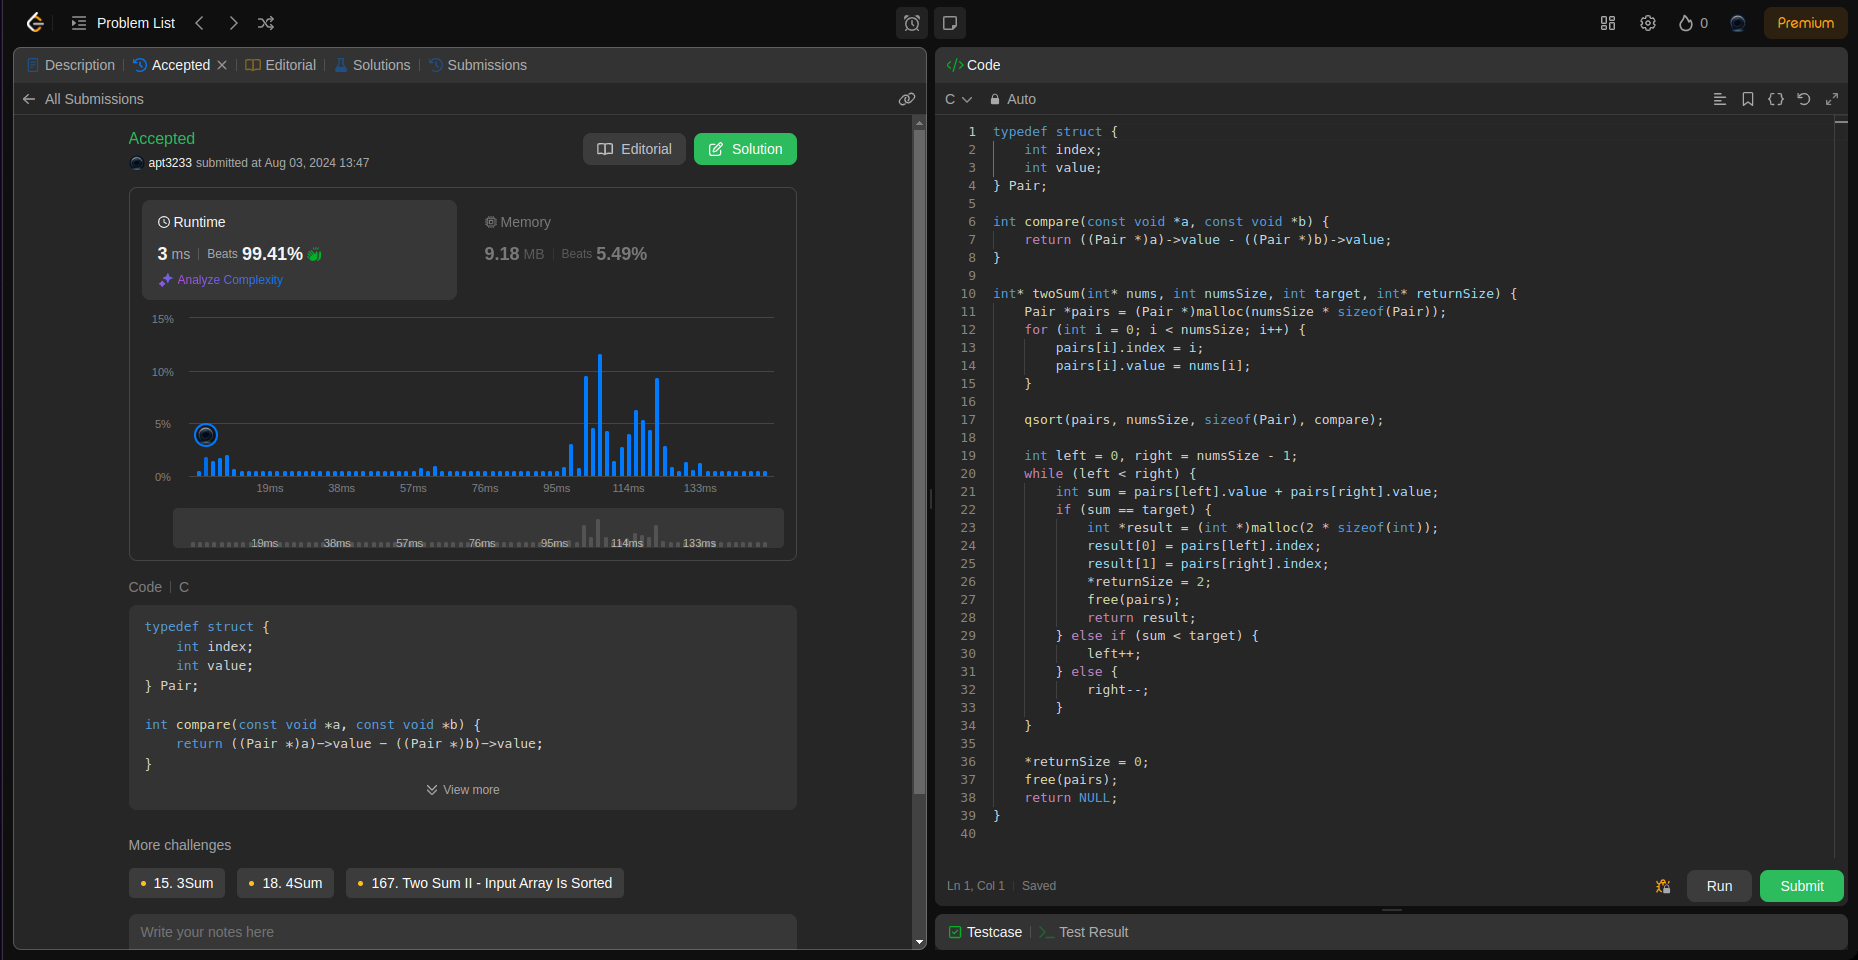 Problem List
0
Premium
Description
Accepted
Editorial
Solutions
Submissions
All Submissions
Accepted
apt3233 submitted at Aug 03, 2024 13:47
Editorial
Solution
Runtime
3 ms
Beats 99.41%
Analyze Complexity
Memory
9.18 MB
Beats 5.49%
15%
10%
5%
0%
19ms 38ms 57ms 76ms 95ms 114ms 133ms
19ms 38ms 57ms 76ms 95ms 114ms 133ms
Code | C
typedef struct {
    int index;
    int value;
} Pair;

int compare(const void *a, const void *b) {
    return ((Pair *)a)->value - ((Pair *)b)->value;
}
View more
More challenges
15. 3Sum
18. 4Sum
167. Two Sum II - Input Array Is Sorted
Write your notes here
</> Code
C
Auto
1 typedef struct {
2     int index;
3     int value;
4 } Pair;
5
6 int compare(const void *a, const void *b) {
7     return ((Pair *)a)->value - ((Pair *)b)->value;
8 }
9
10 int* twoSum(int* nums, int numsSize, int target, int* returnSize) {
11     Pair *pairs = (Pair *)malloc(numsSize * sizeof(Pair));
12     for (int i = 0; i < numsSize; i++) {
13         pairs[i].index = i;
14         pairs[i].value = nums[i];
15     }
16
17     qsort(pairs, numsSize, sizeof(Pair), compare);
18
19     int left = 0, right = numsSize - 1;
20     while (left < right) {
21         int sum = pairs[left].value + pairs[right].value;
22         if (sum == target) {
23             int *result = (int *)malloc(2 * sizeof(int));
24             result[0] = pairs[left].index;
25             result[1] = pairs[right].index;
26             *returnSize = 2;
27             free(pairs);
28             return result;
29         } else if (sum < target) {
30             left++;
31         } else {
32             right--;
33         }
34     }
35
36     *returnSize = 0;
37     free(pairs);
38     return NULL;
39 }
40
Ln 1, Col 1
Saved
Run
Submit
Testcase
Test Result